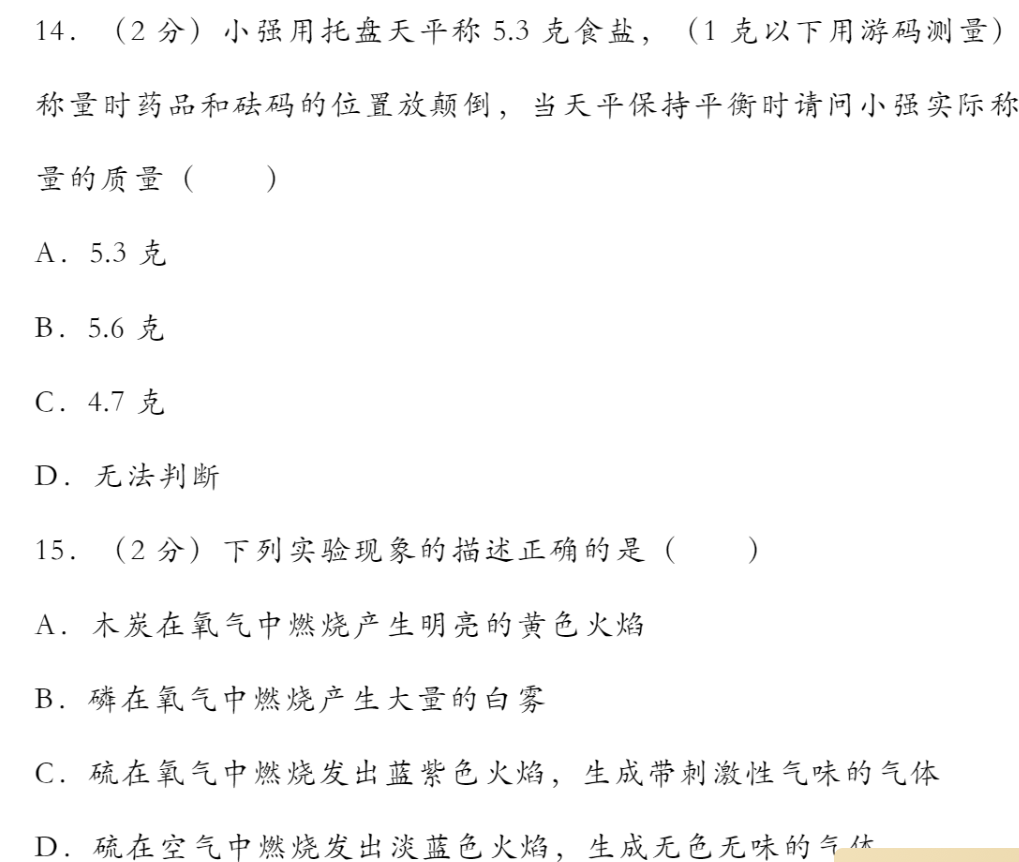 14. （2 分）小强用托盘天平称 5.3 克食盐，（1 克以下用游码测量）
称量时药品和砝码的位置放颠倒，当天平保持平衡时请问小强实际称
量的质量（　　）
A. 5.3 克
B. 5.6 克
C. 4.7 克
D. 无法判断
15. （2 分）下列实验现象的描述正确的是（　　）
A. 木炭在氧气中燃烧产生明亮的黄色火焰
B. 磷在氧气中燃烧产生大量的白雾
C. 硫在氧气中燃烧发出蓝紫色火焰，生成带刺激性气味的气体
D. 硫在空气中燃烧发出淡蓝色火焰，生成无色无味的气体